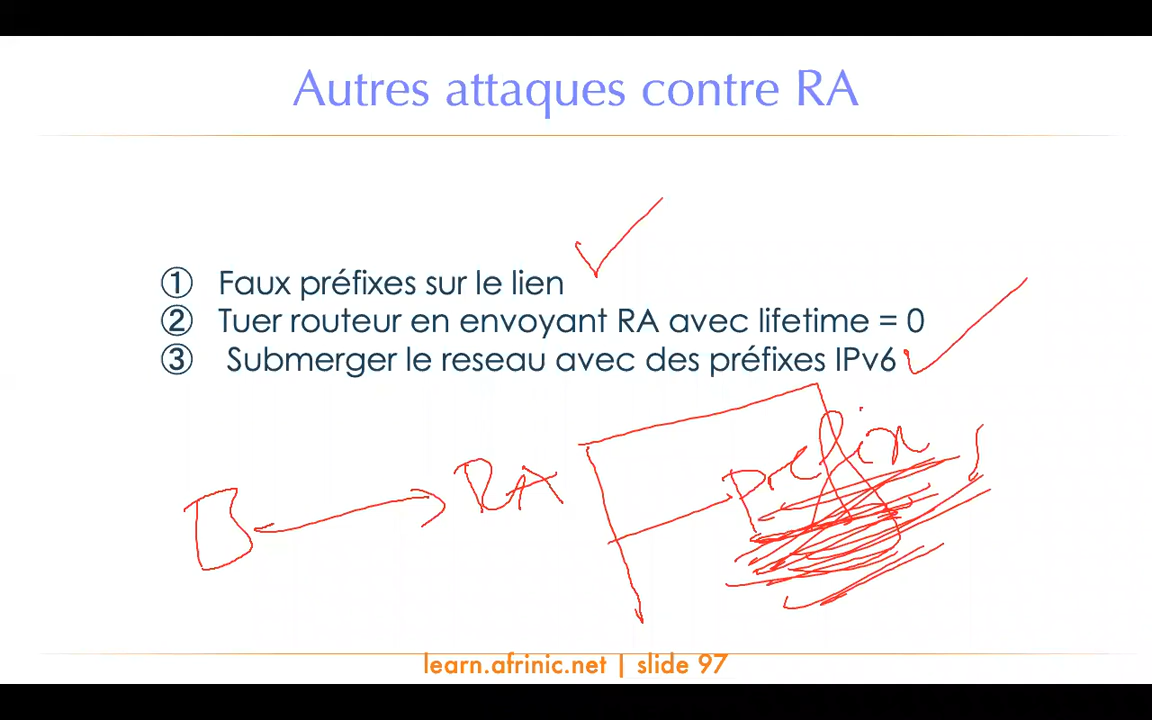 Autres attaques contre RA
① Faux préfixes sur le lien
② Tuer routeur en envoyant RA avec lifetime = 0
③ Submerger le reseau avec des préfixes IPv6
RA
Prefix
learn.afrinic.net | slide 97